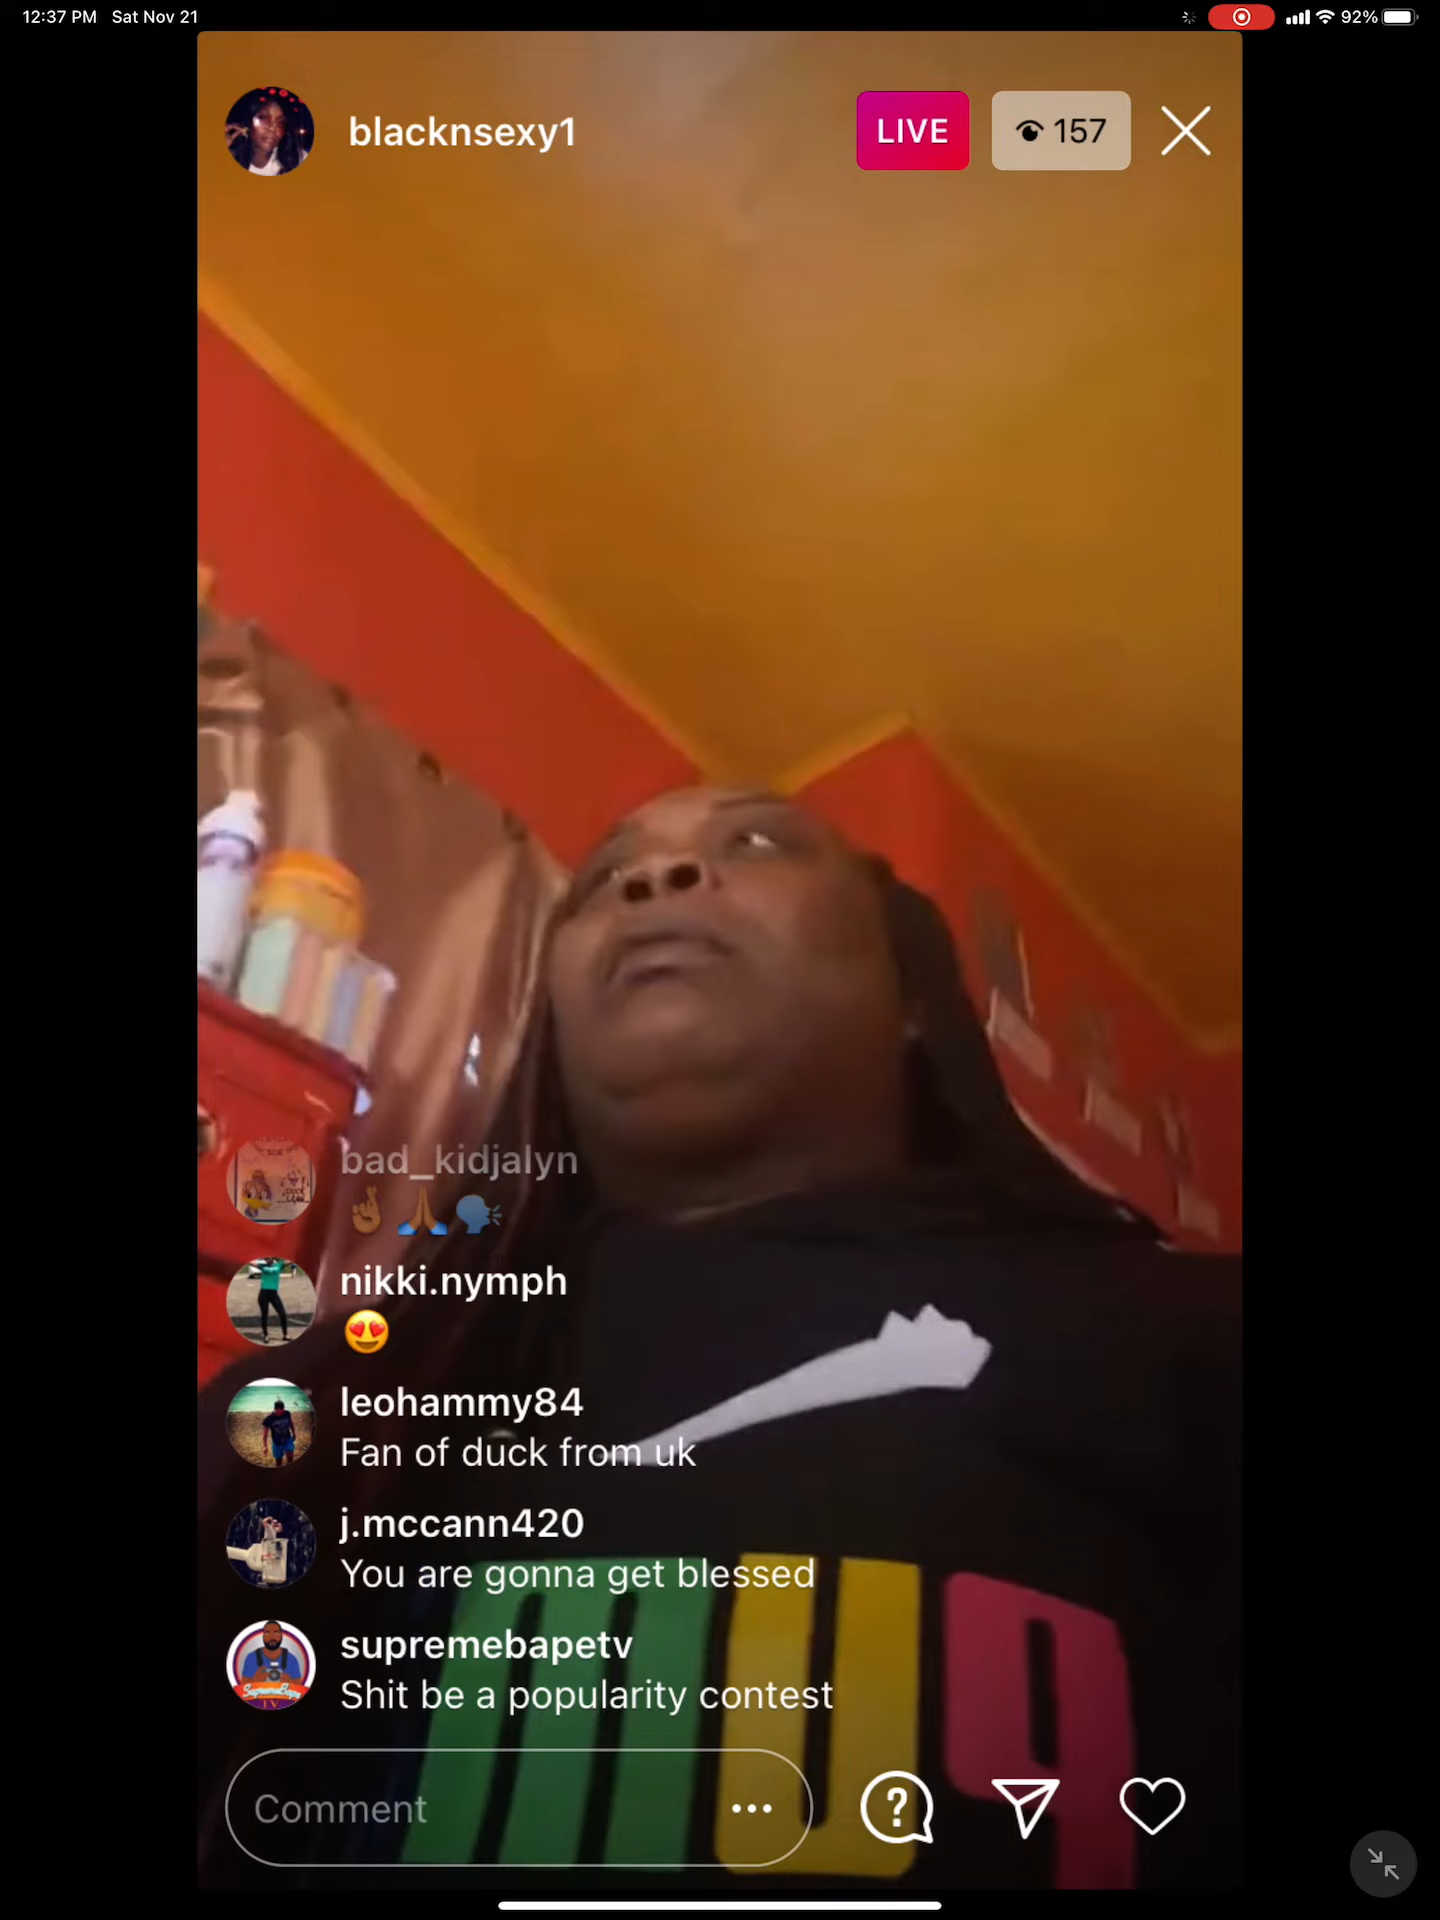 12:37 PM Sat Nov 21
92%
blacknsexy1
LIVE
157
bad_kidjalyn
nikki.nymph
leohammy84
Fan of duck from uk
j.mccann420
You are gonna get blessed
supremebapetv
Shit be a popularity contest
Comment